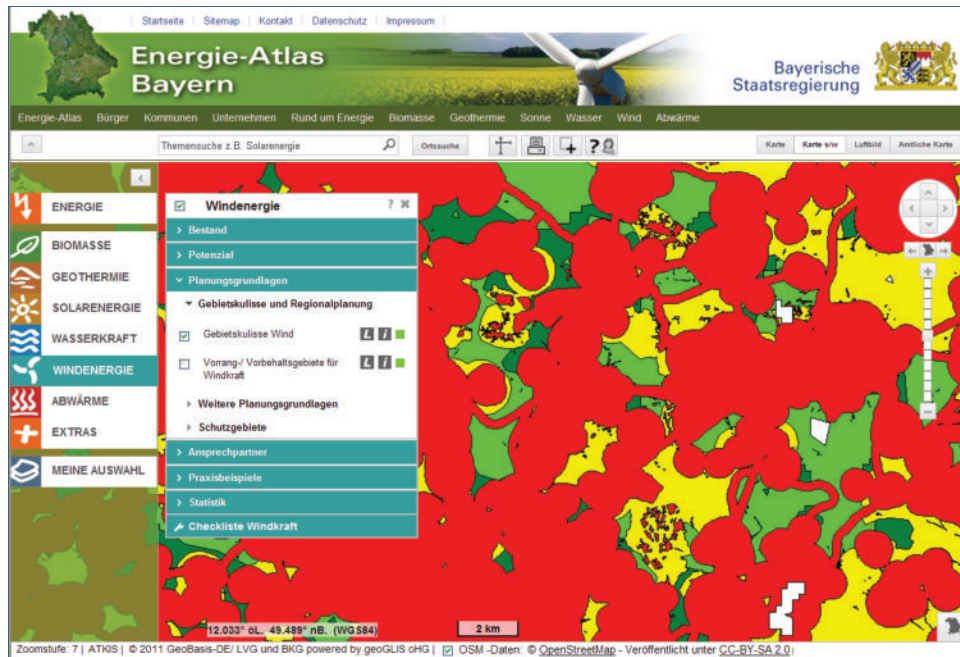 Startseite | Sitemap | Kontakt | Datenschutz | Impressum
Energie-Atlas
Bayern
Bayerische
Staatsregierung
Energie-Atlas Bürger Kommunen Unternehmen Rund um Energie Biomasse Geothermie Sonne Wasser Wind Abwärme
Themensuche z.B. Solarenergie Ortssuche ? Karte Karte s/w Luftbild Amtliche Karte
ENERGIE
BIOMASSE
GEOTHERMIE
SOLARENERGIE
WASSERKRAFT
WINDENERGIE
ABWÄRME
EXTRAS
MEINE AUSWAHL
Windenergie ?
Bestand
Potenzial
Planungsgrundlagen
Gebietskulisse und Regionalplanung
Gebietskulisse Wind L i
Vorrang-/ Vorbehaltsgebiete für L i
Windkraft
Weitere Planungsgrundlagen
Schutzgebiete
Ansprechpartner
Praxisbeispiele
Statistik
Checkliste Windkraft
12.033° öL. 49.489° nB. (WGS84) 2 km
Zoomstufe: 7 | ATKIS | © 2011 GeoBasis-DE/ LVG und BKG powered by geoGLIS oHG | OSM -Daten: © OpenStreetMap - Veröffentlicht unter CC-BY-SA 2.0 |